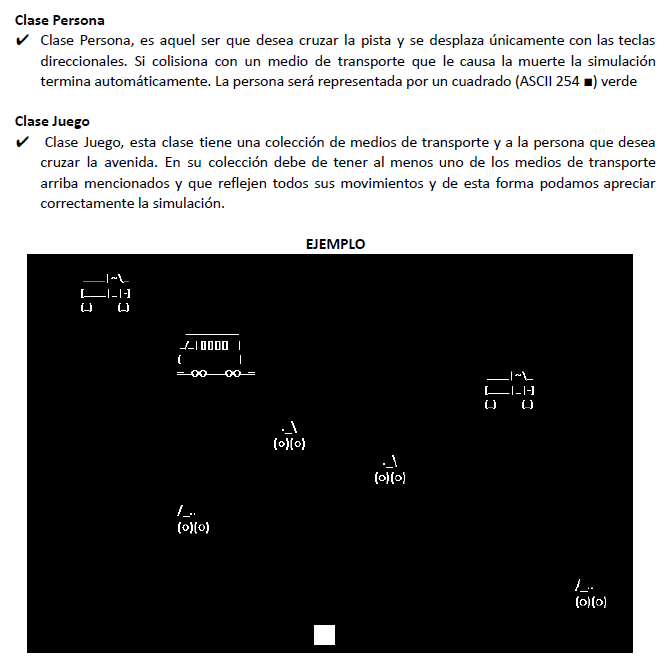 Clase Persona
✔ Clase Persona, es aquel ser que desea cruzar la pista y se desplaza únicamente con las teclas
direccionales. Si colisiona con un medio de transporte que le causa la muerte la simulación
termina automáticamente. La persona será representada por un cuadrado (ASCII 254 ■) verde
Clase Juego
✔ Clase Juego, esta clase tiene una colección de medios de transporte y a la persona que desea
cruzar la avenida. En su colección debe de tener al menos uno de los medios de transporte
arriba mencionados y que reflejen todos sus movimientos y de esta forma podamos apreciar
correctamente la simulación.
EJEMPLO
____|~\_
[____|_|-]
(_)    (_)
_________
_/_|0000  |
(          |
=--OO---OO-=
____|~\_
[____|_|-]
(_)    (_)
._\
(o)(o)
._\
(o)(o)
/_..
(o)(o)
/_..
(o)(o)